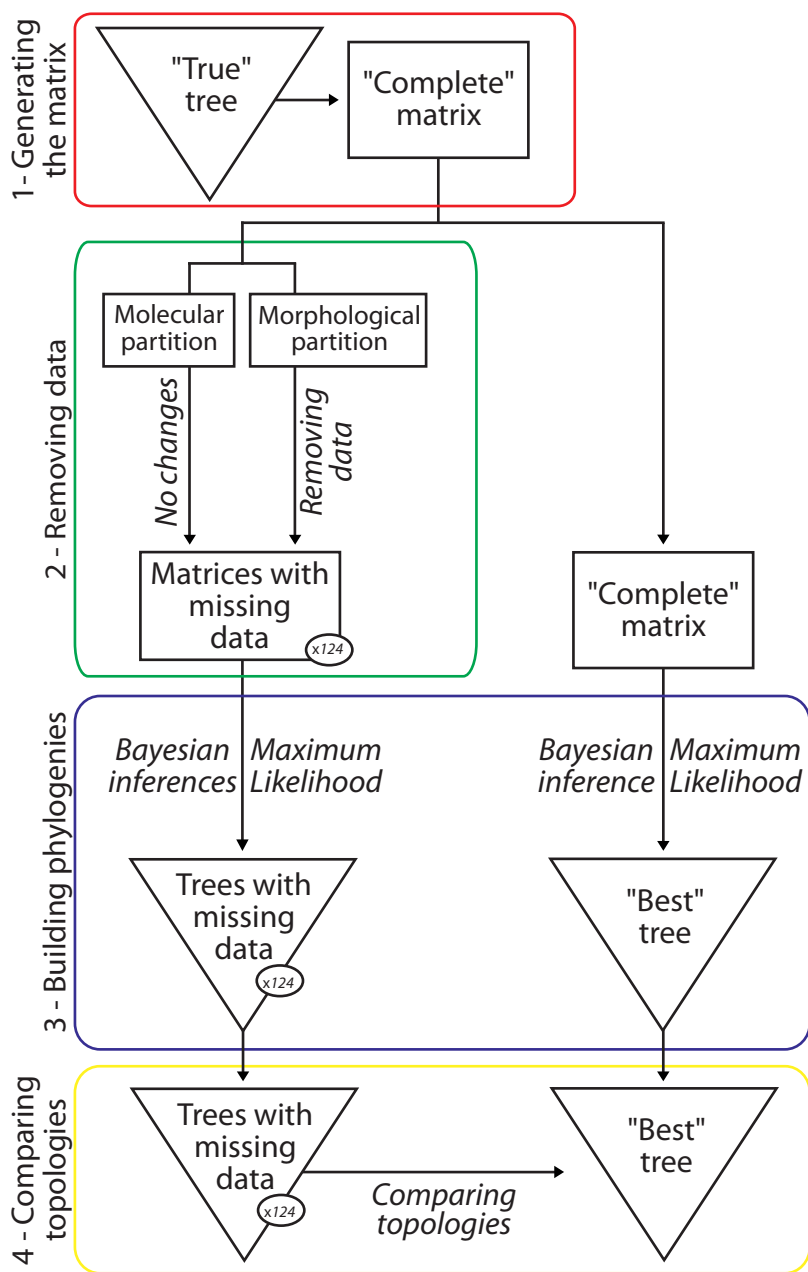 1- Generating
the matrix
"True"
tree
"Complete"
matrix
2 - Removing data
Molecular
partition
Morphological
partition
No changes
Removing
data
Matrices with
missing
data
x124
"Complete"
matrix
3 - Building phylogenies
Bayesian
inferences
Maximum
Likelihood
Bayesian
inference
Maximum
Likelihood
Trees with
missing
data
x124
"Best"
tree
4 - Comparing
topologies
Trees with
missing
data
x124
Comparing
topologies
"Best"
tree